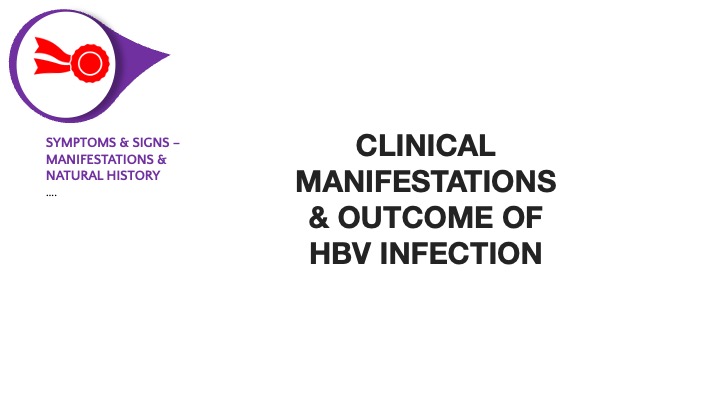 SYMPTOMS & SIGNS –
MANIFESTATIONS &
NATURAL HISTORY
....
CLINICAL
MANIFESTATIONS
& OUTCOME OF
HBV INFECTION